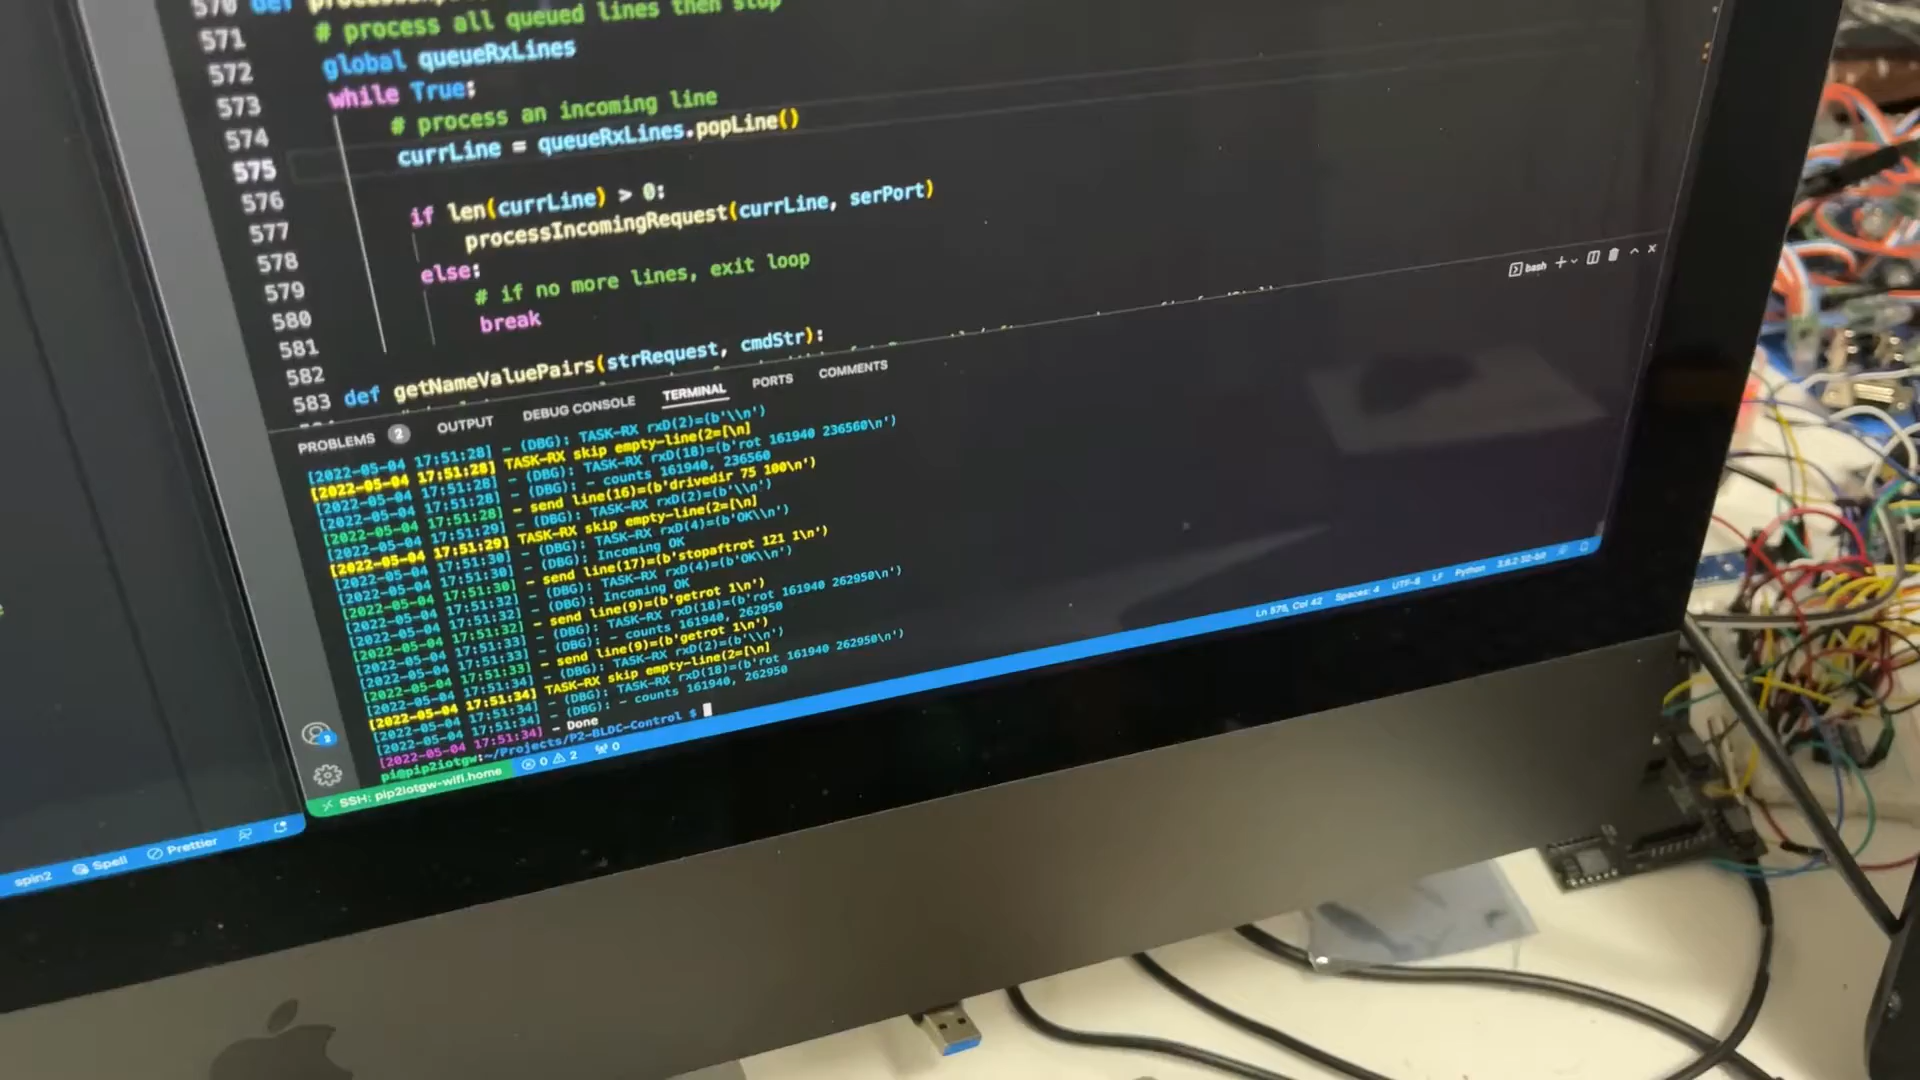 570 def
571 # process all queued lines then stop
572 global queueRxLines
573 while True:
574 # process an incoming line
575 currLine = queueRxLines.popLine()
576
577 if len(currLine) > 0:
578 processIncomingRequest(currLine, serPort)
579 else:
580 # if no more lines, exit loop
581 break
582
583 def getNameValuePairs(strRequest, cmdStr):
bash
PROBLEMS 2 OUTPUT DEBUG CONSOLE TERMINAL PORTS COMMENTS
[2022-05-04 17:51:28] - (DBG): TASK-RX rxD(2)=(b'\\n')
[2022-05-04 17:51:28] TASK-RX skip empty-line(2=[\n]
[2022-05-04 17:51:28] - (DBG): TASK-RX rxD(18)=(b'rot 161940 236560\n')
[2022-05-04 17:51:28] - (DBG): - counts 161940, 236560
[2022-05-04 17:51:28] - send line(16)=(b'drivedir 75 100\n')
[2022-05-04 17:51:29] - (DBG): TASK-RX rxD(2)=(b'\\n')
[2022-05-04 17:51:29] TASK-RX skip empty-line(2=[\n]
[2022-05-04 17:51:30] - (DBG): TASK-RX rxD(4)=(b'OK\\n')
[2022-05-04 17:51:30] - (DBG): Incoming OK
[2022-05-04 17:51:30] - send line(17)=(b'stopaftrot 121 1\n')
[2022-05-04 17:51:32] - (DBG): TASK-RX rxD(4)=(b'OK\\n')
[2022-05-04 17:51:32] - (DBG): Incoming OK
[2022-05-04 17:51:32] - send line(9)=(b'getrot 1\n')
[2022-05-04 17:51:33] - (DBG): TASK-RX rxD(18)=(b'rot 161940 262950\n')
[2022-05-04 17:51:33] - (DBG): - counts 161940, 262950
[2022-05-04 17:51:33] - send line(9)=(b'getrot 1\n')
[2022-05-04 17:51:34] - (DBG): TASK-RX rxD(2)=(b'\\n')
[2022-05-04 17:51:34] TASK-RX skip empty-line(2=[\n]
[2022-05-04 17:51:34] - (DBG): TASK-RX rxD(18)=(b'rot 161940 262950\n')
[2022-05-04 17:51:34] - (DBG): - counts 161940, 262950
[2022-05-04 17:51:34] - Done
pi@pip2iotgw:~/Projects/P2-BLDC-Control $
SSH: pip2iotgw-wifi.home 0 2 0 Ln 575, Col 42 Spaces: 4 UTF-8 LF Python 3.9.2 32-bit
spin2 Spell Prettier